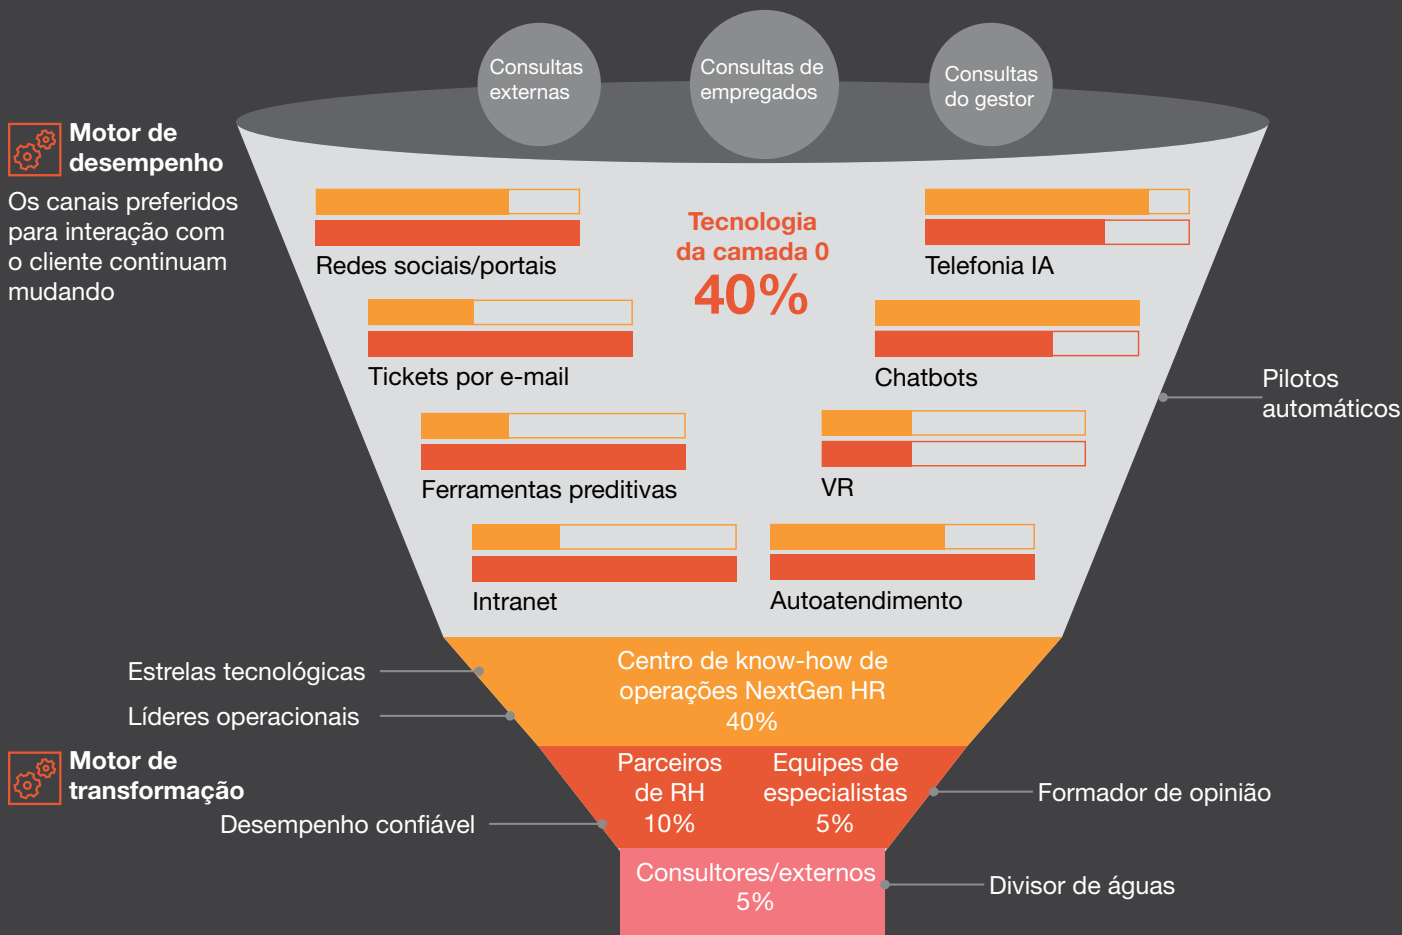 Consultas
externas
Consultas de
empregados
Consultas
do gestor
Motor de
desempenho
Os canais preferidos
para interação com
o cliente continuam
mudando
Redes sociais/portais
Tecnologia
da camada 0
40%
Telefonia IA
Tickets por e-mail
Chatbots
Pilotos
automáticos
Ferramentas preditivas
VR
Intranet
Autoatendimento
Estrelas tecnológicas
Líderes operacionais
Centro de know-how de
operações NextGen HR
40%
Motor de
transformação
Desempenho confiável
Parceiros
de RH
10%
Equipes de
especialistas
5%
Formador de opinião
Consultores/externos
5%
Divisor de águas